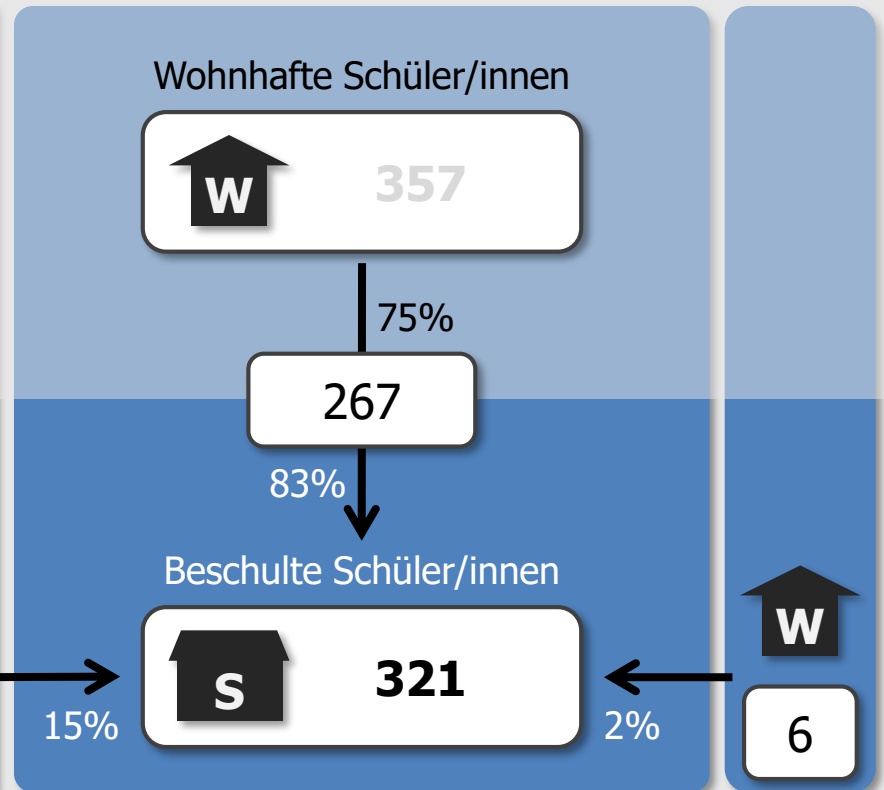 Wohnhafte Schüler/innen
W 357
75%
267
83%
Beschulte Schüler/innen
W
S 321
15%
2%
6